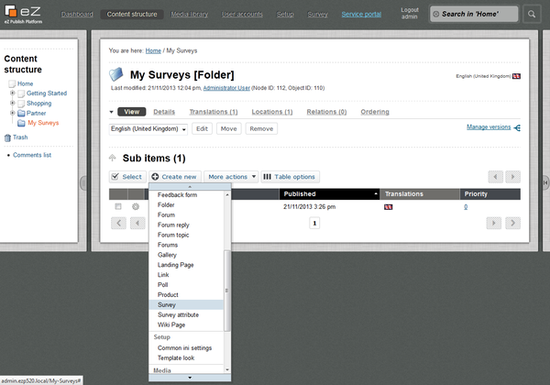 eZ
eZ Publish Platform
Dashboard
Content structure
Media library
User accounts
Setup
Survey
Service portal
Logout
admin
Search in 'Home'
Content
structure
Home
Getting Started
Shopping
Partner
My Surveys
Trash
Comments list
You are here: Home / My Surveys
My Surveys [Folder]
Last modified: 21/11/2013 12:04 pm, Administrator User (Node ID: 112, Object ID: 110)
English (United Kingdom)
View
Details
Translations (1)
Locations (1)
Relations (0)
Ordering
English (United Kingdom)
Edit
Move
Remove
Manage versions
Sub items (1)
Select
Create new
More actions
Table options
Published
Translations
Priority
21/11/2013 3:26 pm
0
1
Feedback form
Folder
Forum
Forum reply
Forum topic
Forums
Gallery
Landing Page
Link
Poll
Product
Survey
Survey attribute
Wiki Page
Setup
Common ini settings
Template look
Media
admin.ezp520.local/My-Surveys#